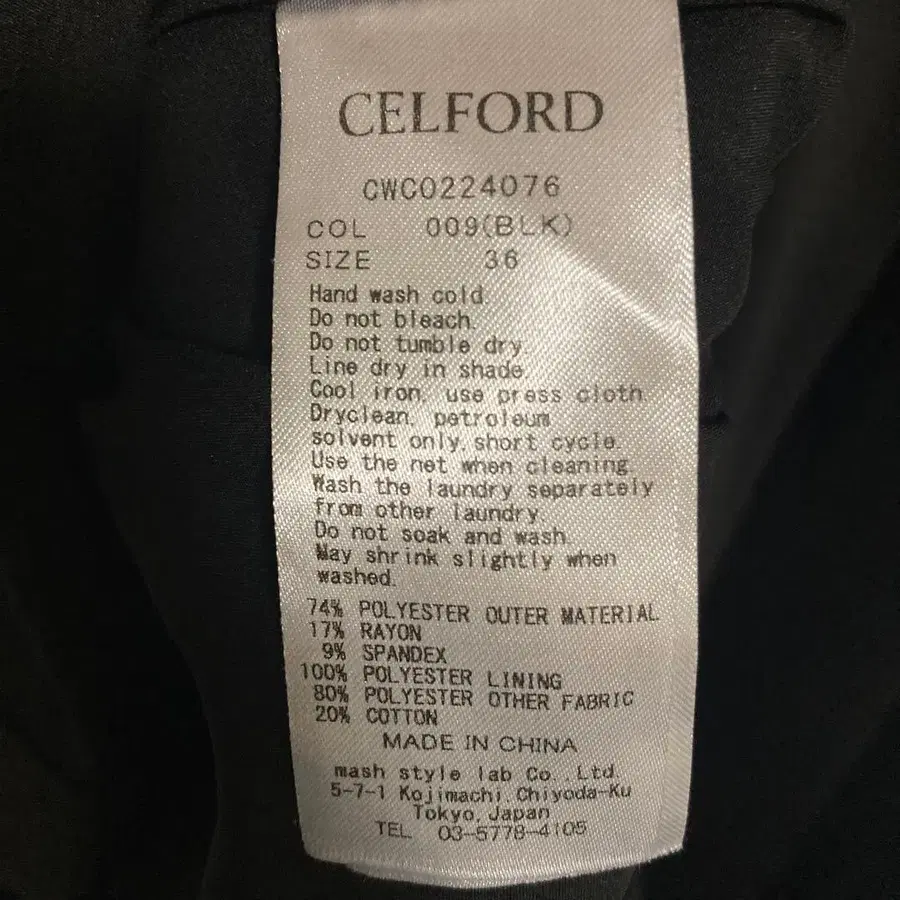 CELFORD
CWC0224076
COL 009(BLK)
SIZE 36
Hand wash cold.
Do not bleach.
Do not tumble dry.
Line dry in shade.
Cool iron, use press cloth.
Dryclean, petroleum
solvent only,short cycle.
Use the net when cleaning.
Wash the laundry separately
from other laundry.
Do not soak and wash.
May shrink slightly when
washed.
74% POLYESTER OUTER MATERIAL
17% RAYON
9% SPANDEX
100% POLYESTER LINING
80% POLYESTER OTHER FABRIC
20% COTTON
MADE IN CHINA
mash style lab Co.,Ltd.
5-7-1 Kojimachi,Chiyoda-Ku
Tokyo,Japan
TEL 03-5778-4105